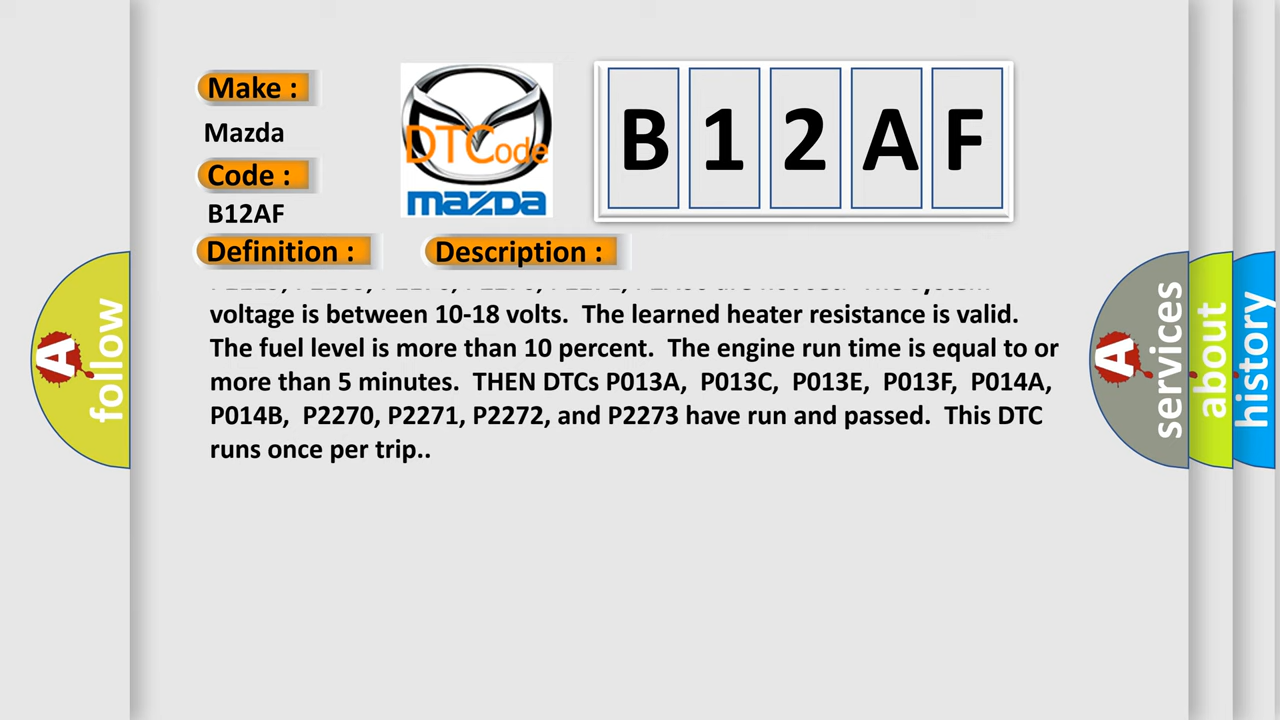 Make :
Mazda
Code :
B12AF
Definition :
Description :
DTCode
mazda
B 1 2 A F
voltage is between 10-18 volts. The learned heater resistance is valid.
The fuel level is more than 10 percent. The engine run time is equal to or
more than 5 minutes. THEN DTCs P013A, P013C, P013E, P013F, P014A,
P014B, P2270, P2271, P2272, and P2273 have run and passed. This DTC
runs once per trip..
A follow
A services
about
history